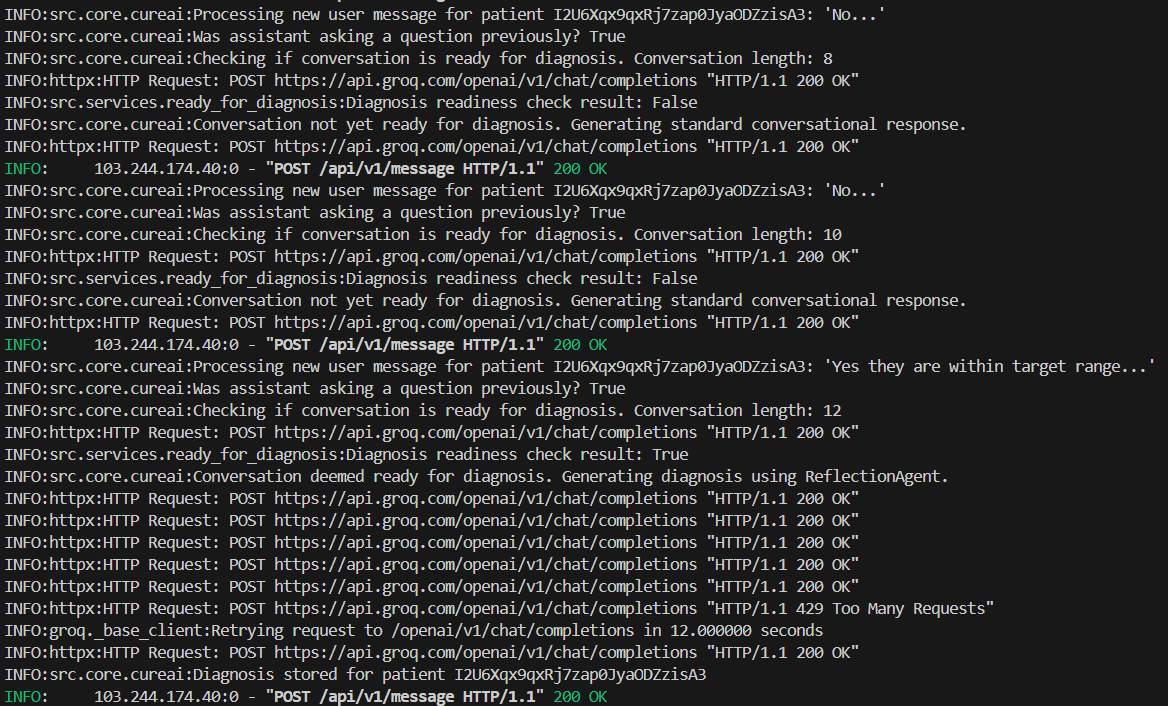 INFO:src.core.cureai:Processing new user message for patient I2U6Xqx9qxRj7zap0JyaODZzisA3: 'No...'
INFO:src.core.cureai:Was assistant asking a question previously? True
INFO:src.core.cureai:Checking if conversation is ready for diagnosis. Conversation length: 8
INFO:httpx:HTTP Request: POST https://api.groq.com/openai/v1/chat/completions "HTTP/1.1 200 OK"
INFO:src.services.ready_for_diagnosis:Diagnosis readiness check result: False
INFO:src.core.cureai:Conversation not yet ready for diagnosis. Generating standard conversational response.
INFO:httpx:HTTP Request: POST https://api.groq.com/openai/v1/chat/completions "HTTP/1.1 200 OK"
INFO:     103.244.174.40:0 - "POST /api/v1/message HTTP/1.1" 200 OK
INFO:src.core.cureai:Processing new user message for patient I2U6Xqx9qxRj7zap0JyaODZzisA3: 'No...'
INFO:src.core.cureai:Was assistant asking a question previously? True
INFO:src.core.cureai:Checking if conversation is ready for diagnosis. Conversation length: 10
INFO:httpx:HTTP Request: POST https://api.groq.com/openai/v1/chat/completions "HTTP/1.1 200 OK"
INFO:src.services.ready_for_diagnosis:Diagnosis readiness check result: False
INFO:src.core.cureai:Conversation not yet ready for diagnosis. Generating standard conversational response.
INFO:httpx:HTTP Request: POST https://api.groq.com/openai/v1/chat/completions "HTTP/1.1 200 OK"
INFO:     103.244.174.40:0 - "POST /api/v1/message HTTP/1.1" 200 OK
INFO:src.core.cureai:Processing new user message for patient I2U6Xqx9qxRj7zap0JyaODZzisA3: 'Yes they are within target range...'
INFO:src.core.cureai:Was assistant asking a question previously? True
INFO:src.core.cureai:Checking if conversation is ready for diagnosis. Conversation length: 12
INFO:httpx:HTTP Request: POST https://api.groq.com/openai/v1/chat/completions "HTTP/1.1 200 OK"
INFO:src.services.ready_for_diagnosis:Diagnosis readiness check result: True
INFO:src.core.cureai:Conversation deemed ready for diagnosis. Generating diagnosis using ReflectionAgent.
INFO:httpx:HTTP Request: POST https://api.groq.com/openai/v1/chat/completions "HTTP/1.1 200 OK"
INFO:httpx:HTTP Request: POST https://api.groq.com/openai/v1/chat/completions "HTTP/1.1 200 OK"
INFO:httpx:HTTP Request: POST https://api.groq.com/openai/v1/chat/completions "HTTP/1.1 200 OK"
INFO:httpx:HTTP Request: POST https://api.groq.com/openai/v1/chat/completions "HTTP/1.1 200 OK"
INFO:httpx:HTTP Request: POST https://api.groq.com/openai/v1/chat/completions "HTTP/1.1 200 OK"
INFO:httpx:HTTP Request: POST https://api.groq.com/openai/v1/chat/completions "HTTP/1.1 429 Too Many Requests"
INFO:groq._base_client:Retrying request to /openai/v1/chat/completions in 12.000000 seconds
INFO:httpx:HTTP Request: POST https://api.groq.com/openai/v1/chat/completions "HTTP/1.1 200 OK"
INFO:src.core.cureai:Diagnosis stored for patient I2U6Xqx9qxRj7zap0JyaODZzisA3
INFO:     103.244.174.40:0 - "POST /api/v1/message HTTP/1.1" 200 OK